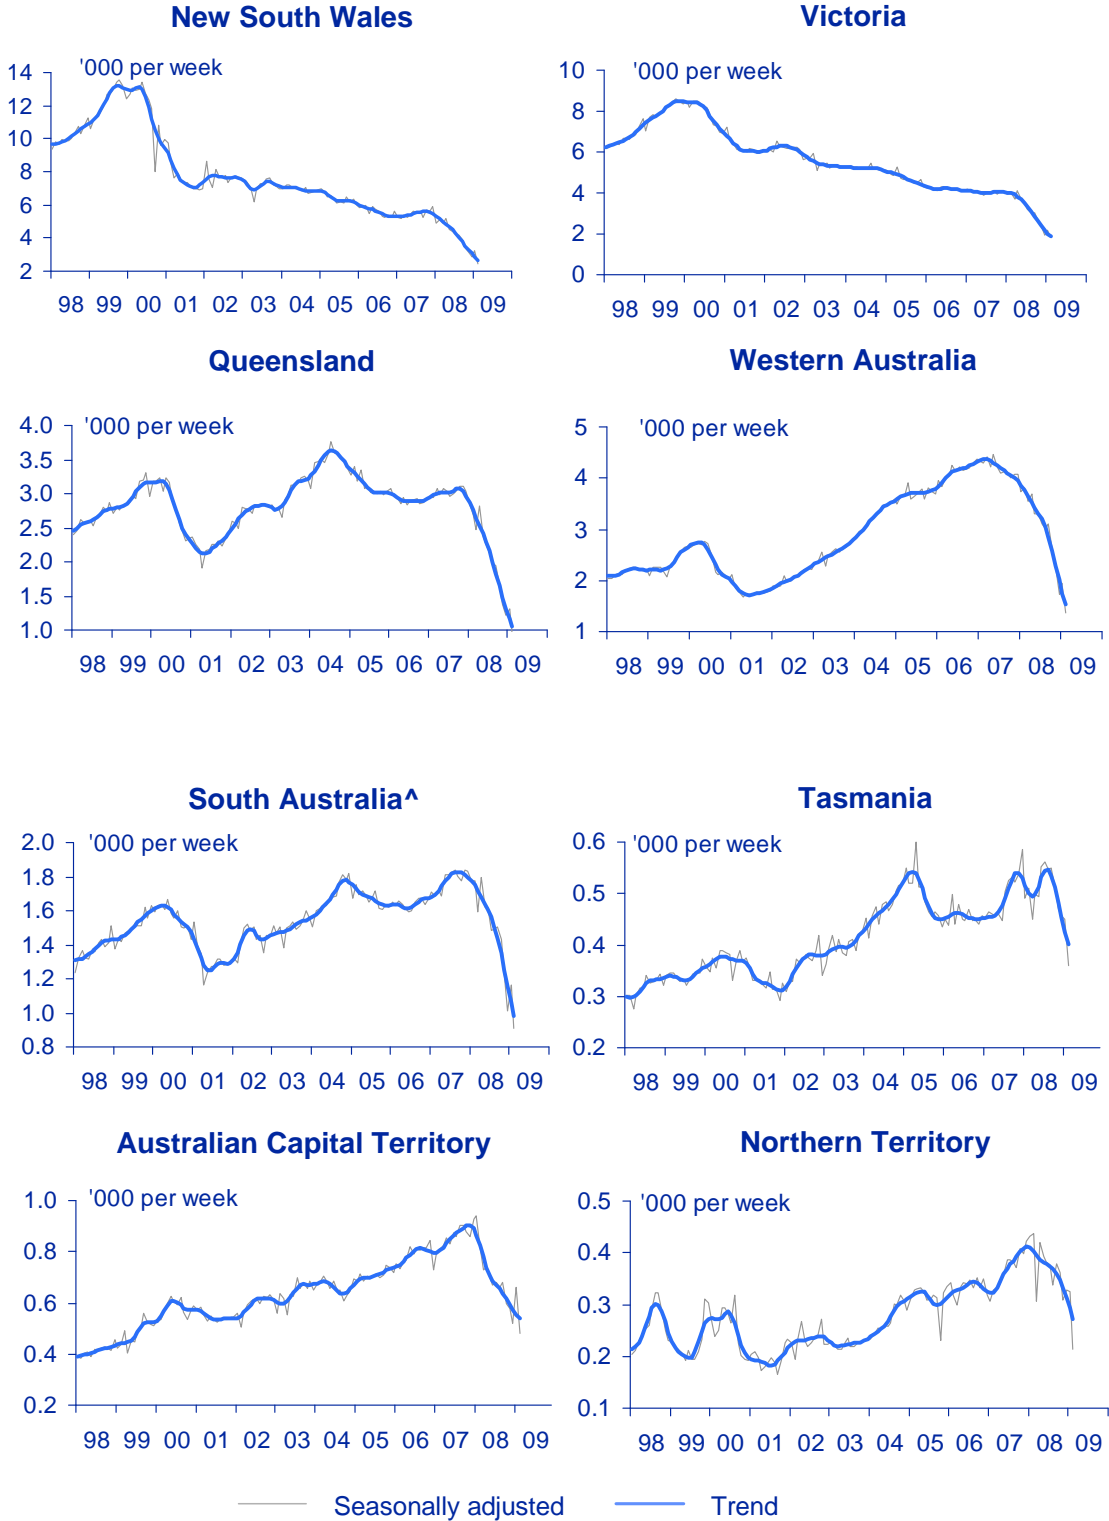 New South Wales
Victoria
'000 per week
14
12
10
8
6
4
2
98 99 00 01 02 03 04 05 06 07 08 09
'000 per week
10
8
6
4
2
0
98 99 00 01 02 03 04 05 06 07 08 09
Queensland
Western Australia
'000 per week
4.0
3.5
3.0
2.5
2.0
1.5
1.0
98 99 00 01 02 03 04 05 06 07 08 09
'000 per week
5
4
3
2
1
98 99 00 01 02 03 04 05 06 07 08 09
South Australia^
Tasmania
'000 per week
2.0
1.8
1.6
1.4
1.2
1.0
0.8
98 99 00 01 02 03 04 05 06 07 08 09
'000 per week
0.6
0.5
0.4
0.3
0.2
98 99 00 01 02 03 04 05 06 07 08 09
Australian Capital Territory
Northern Territory
'000 per week
1.0
0.8
0.6
0.4
0.2
98 99 00 01 02 03 04 05 06 07 08 09
'000 per week
0.5
0.4
0.3
0.2
0.1
98 99 00 01 02 03 04 05 06 07 08 09
Seasonally adjusted
Trend